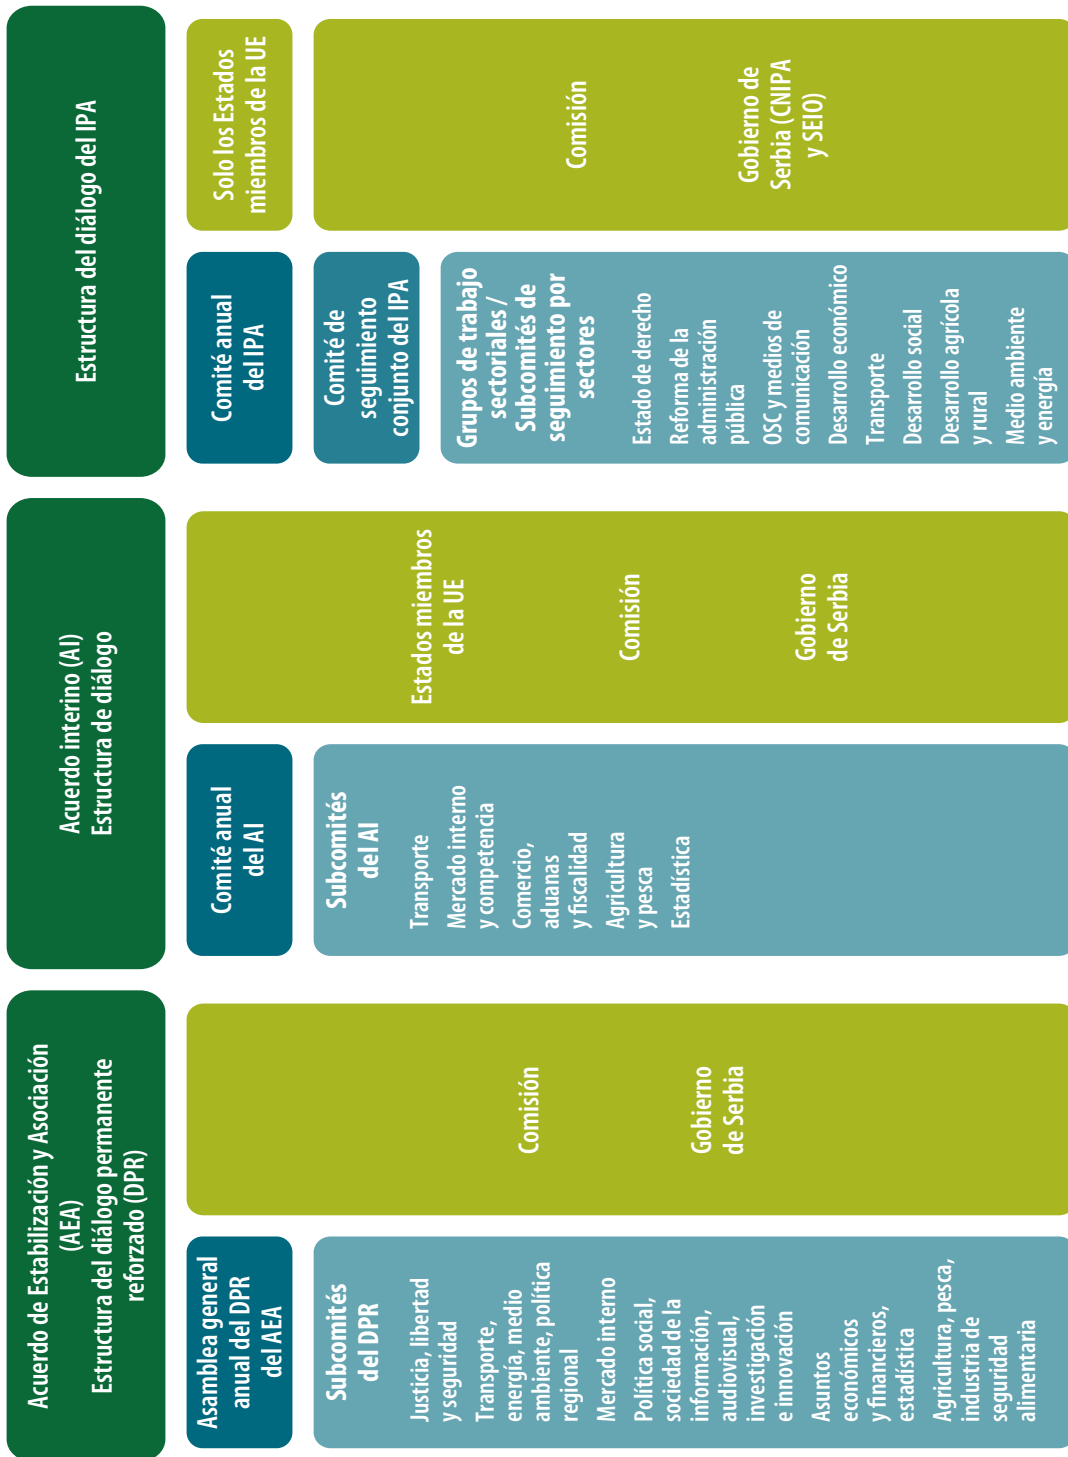 Acuerdo de Estabilización y Asociación
(AEA)
Estructura del diálogo permanente
reforzado (DPR)
Asamblea general
anual del DPR
del AEA
Subcomités
del DPR
Justicia, libertad
y seguridad
Transporte,
energía, medio
ambiente, política
regional
Mercado interno
Política social,
sociedad de la
información,
audiovisual,
investigación
e innovación
Asuntos
económicos
y financieros,
estadística
Agricultura, pesca,
industria de
seguridad
alimentaria
Comisión
Gobierno
de Serbia
Acuerdo interino (AI)
Estructura de diálogo
Comité anual
del AI
Subcomités
del AI
Transporte
Mercado interno
y competencia
Comercio,
aduanas
y fiscalidad
Agricultura
y pesca
Estadística
Estados miembros
de la UE
Comisión
Gobierno
de Serbia
Estructura del diálogo del IPA
Comité anual
del IPA
Solo los Estados
miembros de la UE
Comité de
seguimiento
conjunto del IPA
Grupos de trabajo
sectoriales /
Subcomités de
seguimiento por
sectores
Estado de derecho
Reforma de la
administración
pública
OSC y medios de
comunicación
Desarrollo económico
Transporte
Desarrollo social
Desarrollo agrícola
y rural
Medio ambiente
y energía
Comisión
Gobierno de
Serbia (CNIPA
y SEIO)